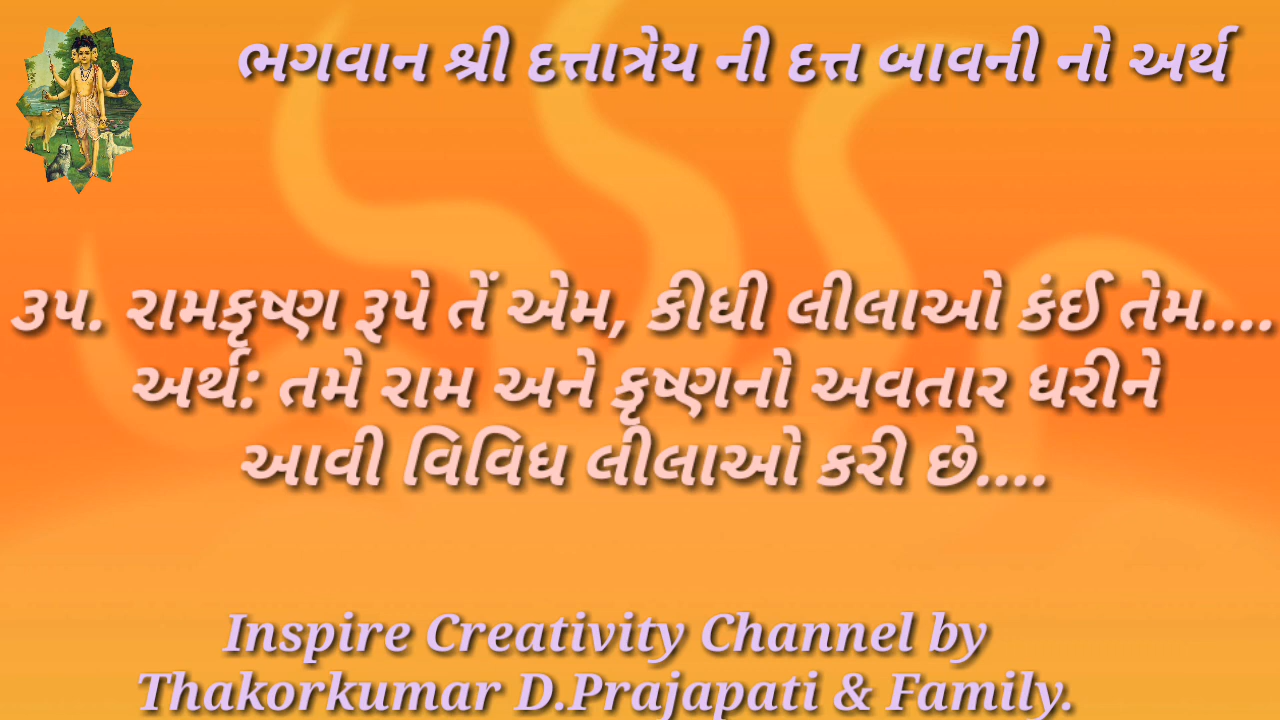 ભગવાન શ્રી દત્તાત્રેય ની દત્ત બાવની નો અર્થ
૩૫. રામકૃષ્ણ રૂપે તેં એમ, કીધી લીલાઓ કંઈ તેમ....
અર્થ: તમે રામ અને કૃષ્ણનો અવતાર ધરીને
આવી વિવિધ લીલાઓ કરી છે....
Inspire Creativity Channel by
Thakorkumar D.Prajapati & Family.